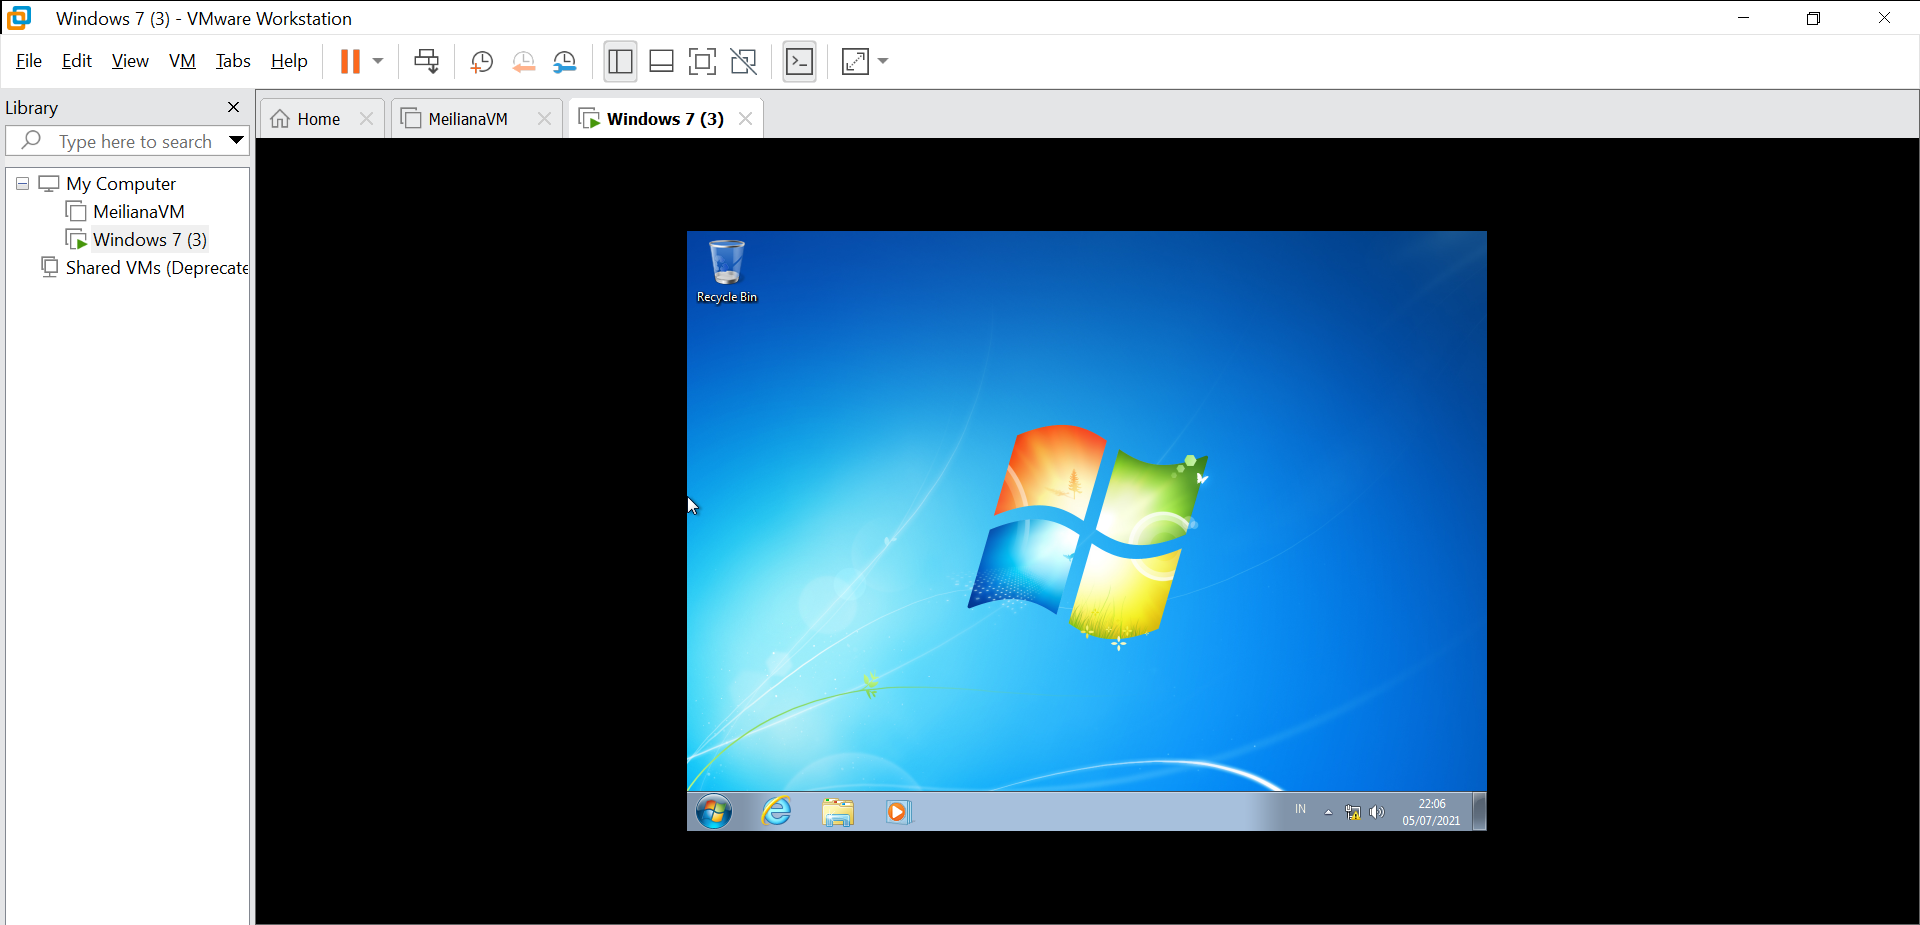 Windows 7 (3) - VMware Workstation
File Edit View VM Tabs Help
Library
Type here to search
My Computer
MeilianaVM
Windows 7 (3)
Shared VMs (Deprecate
Home
MeilianaVM
Windows 7 (3)
Recycle Bin
IN
22:06
05/07/2021